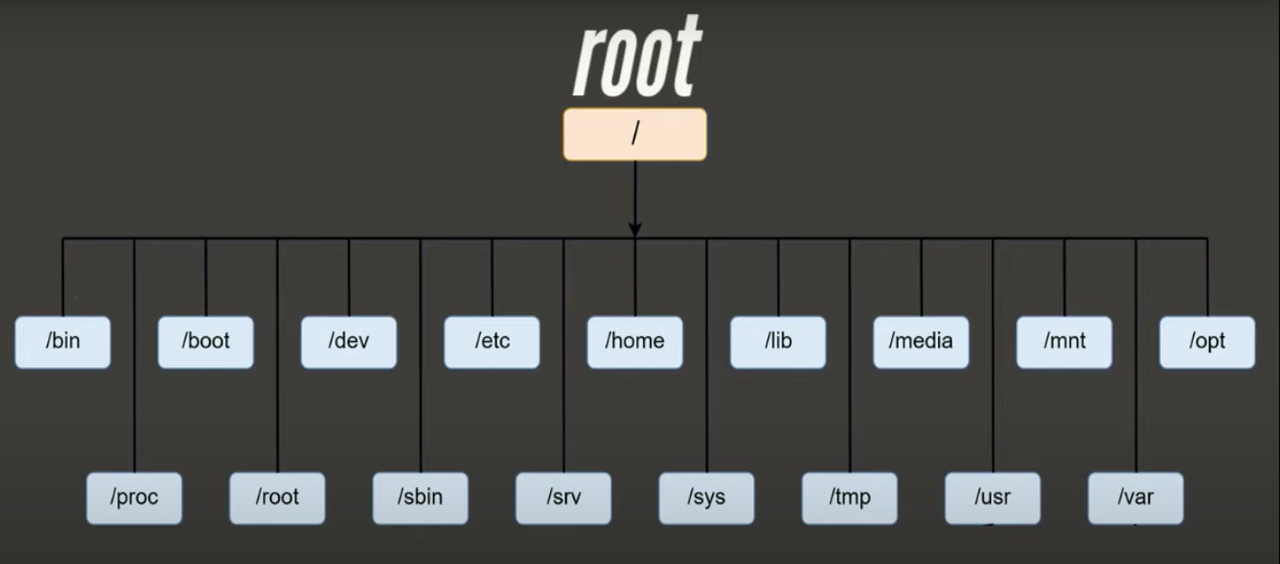 root
/
/bin
/boot
/dev
/etc
/home
/lib
/media
/mnt
/opt
/proc
/root
/sbin
/srv
/sys
/tmp
/usr
/var